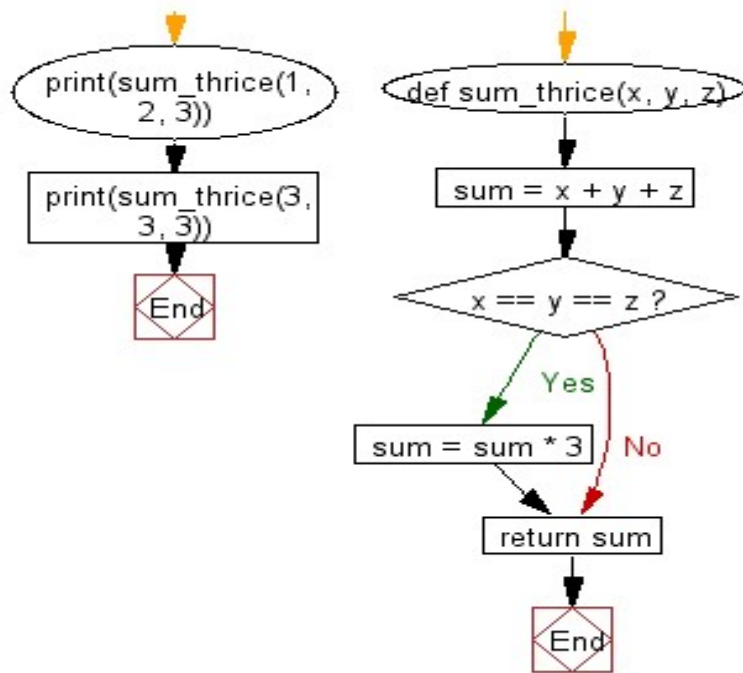 print(sum_thrice(1,
2, 3))
print(sum_thrice(3,
3, 3))
End
def sum_thrice(x, y, z)
sum = x + y + z
x == y == z ?
Yes
sum = sum * 3
No
return sum
End